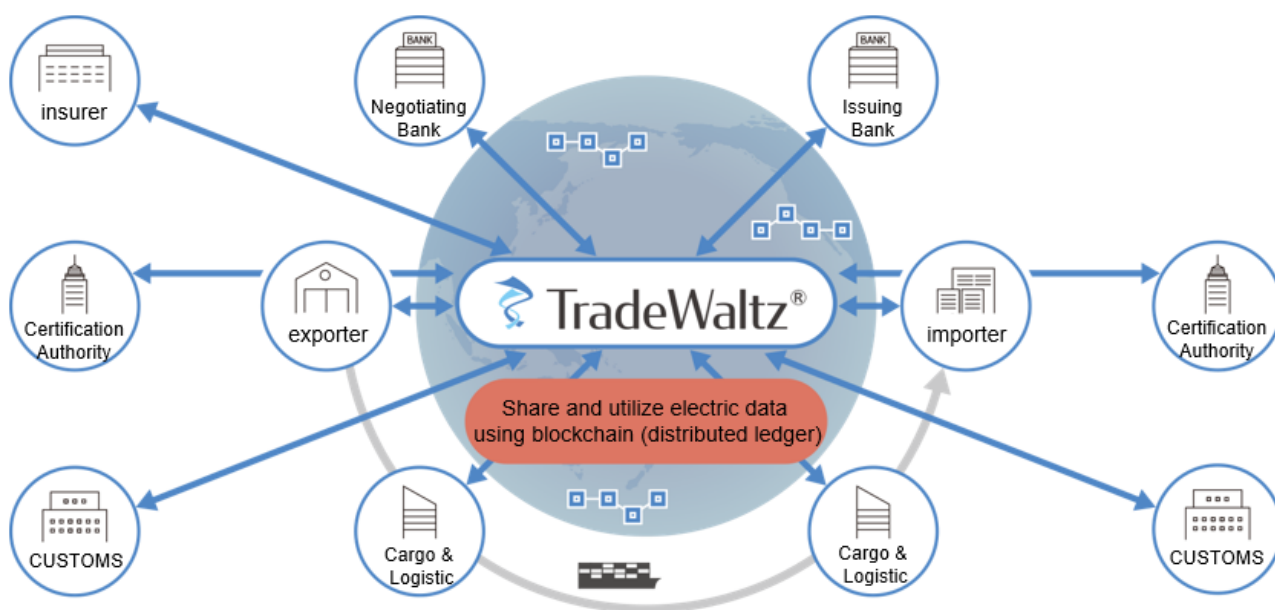 BANK
BANK
insurer
Negotiating
Bank
Issuing
Bank
Certification
Authority
exporter
TradeWaltz®
importer
Certification
Authority
Share and utilize electric data
using blockchain (distributed ledger)
CUSTOMS
Cargo &
Logistic
Cargo &
Logistic
CUSTOMS